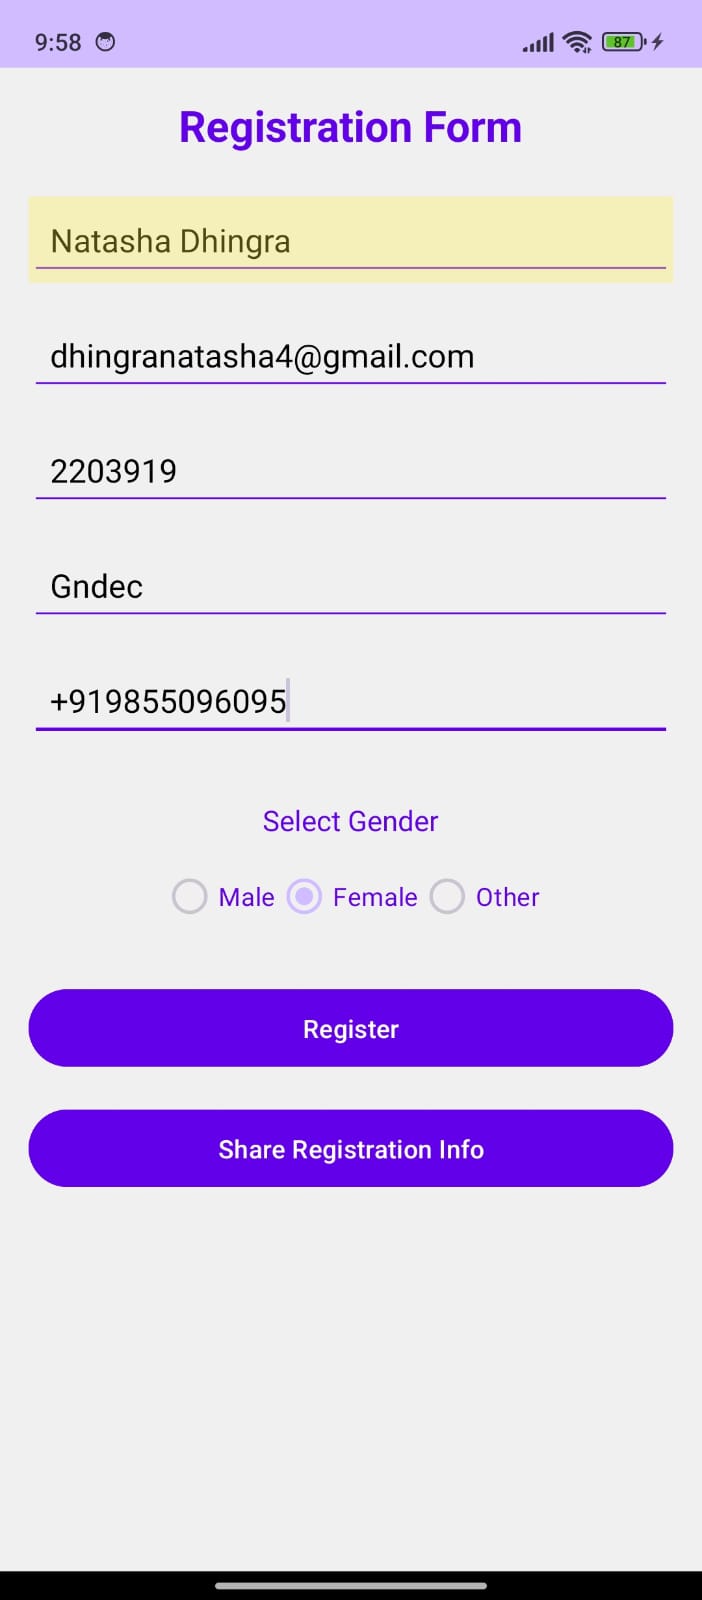 9:58
87
Registration Form
Natasha Dhingra
dhingranatasha4@gmail.com
2203919
Gndec
+919855096095
Select Gender
Male Female Other
Register
Share Registration Info